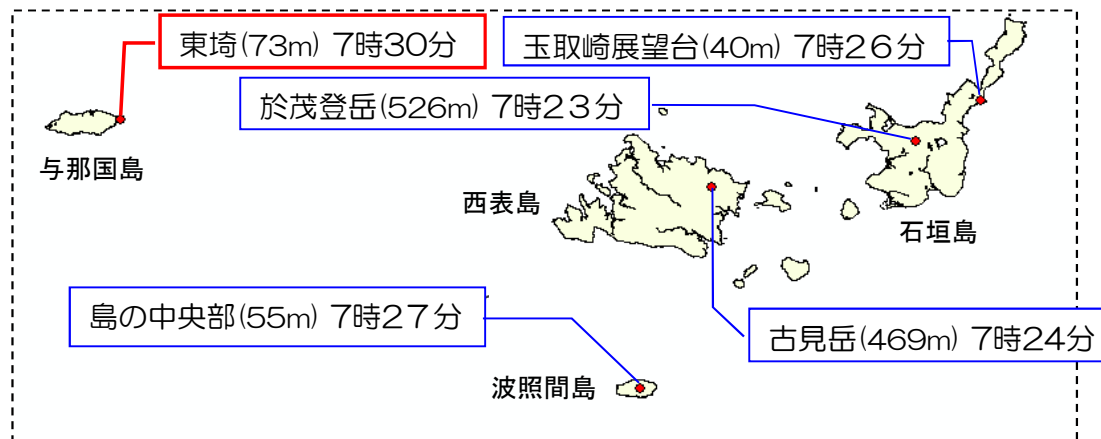 東埼(73m) 7時30分
玉取崎展望台(40m) 7時26分
於茂登岳(526m) 7時23分
与那国島
西表島
石垣島
島の中央部(55m) 7時27分
古見岳(469m) 7時24分
波照間島